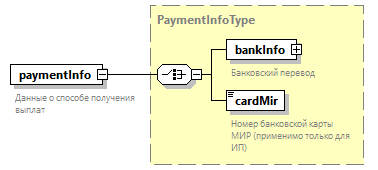 PaymentInfoType
bankInfo
Банковский перевод
paymentInfo
Данные о способе получения
выплат
cardMir
Номер банковской карты
МИР (применимо только для
ИП)